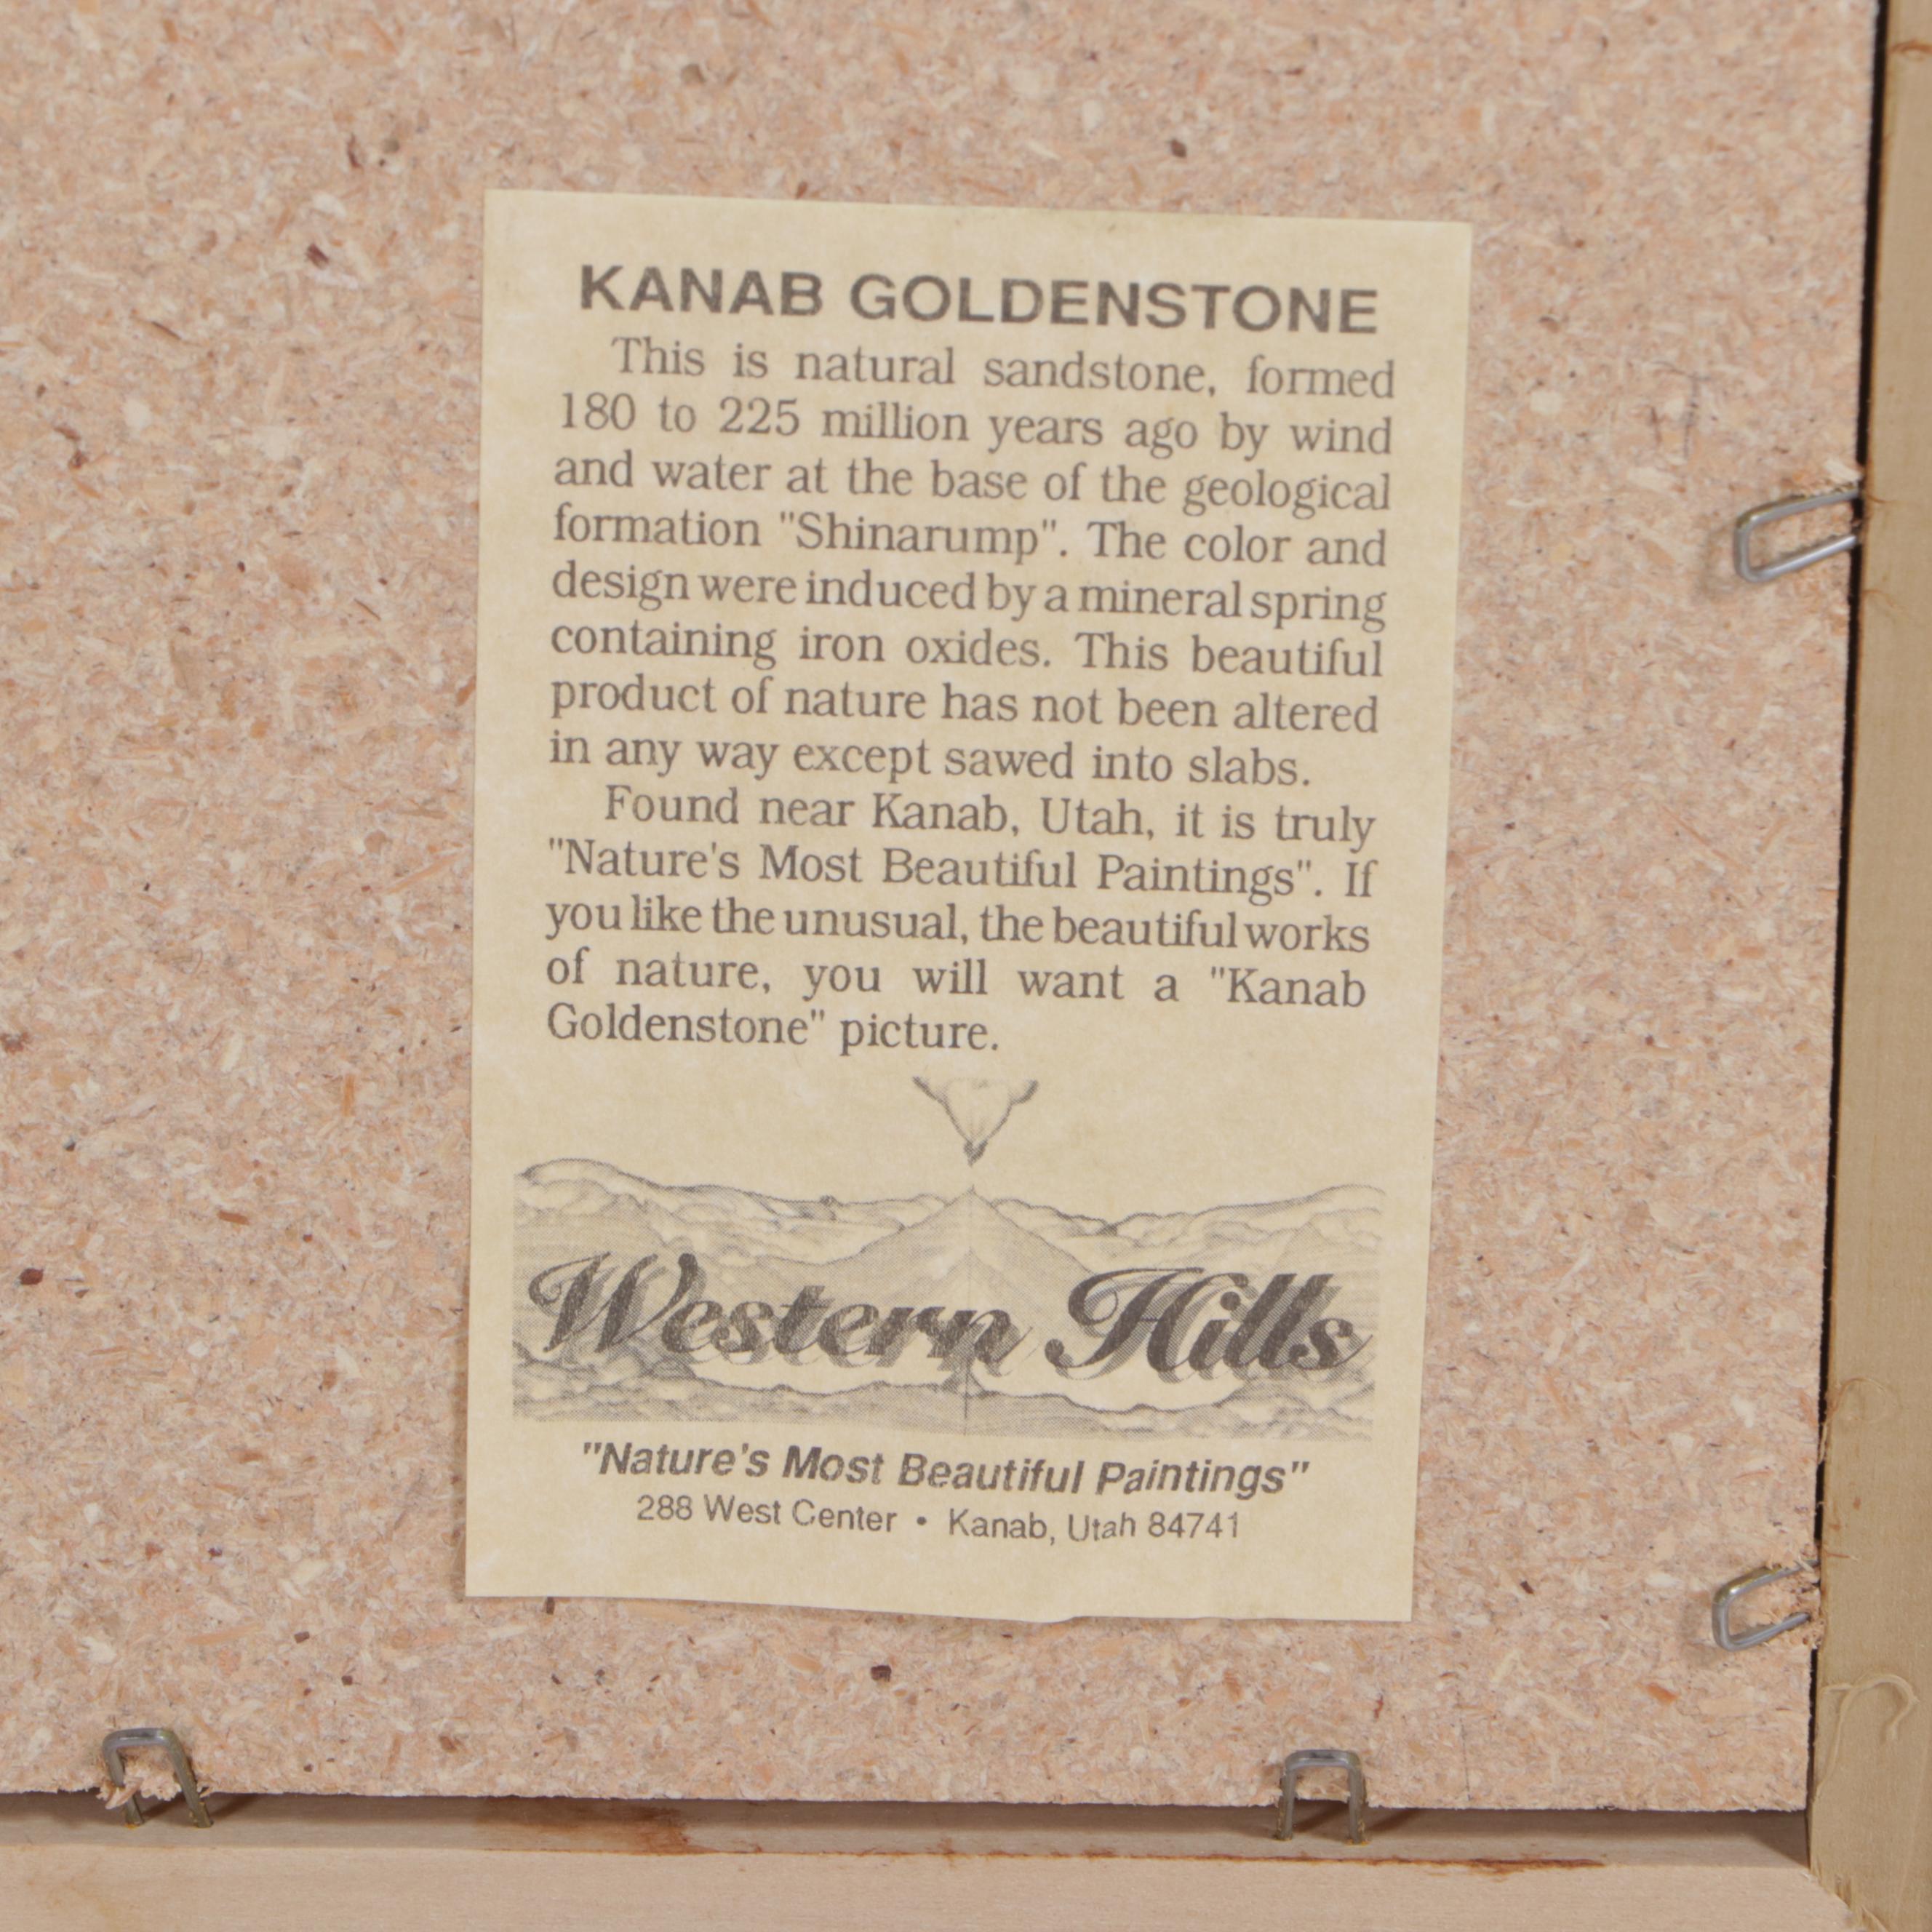 KANAB GOLDENSTONE
This is natural sandstone, formed
180 to 225 million years ago by wind
and water at the base of the geological
formation "Shinarump". The color and
design were induced by a mineral spring
containing iron oxides. This beautiful
product of nature has not been altered
in any way except sawed into slabs.
Found near Kanab, Utah, it is truly
"Nature's Most Beautiful Paintings". If
you like the unusual, the beautiful works
of nature, you will want a "Kanab
Goldenstone" picture.
Western Hills
"Nature's Most Beautiful Paintings"
288 West Center • Kanab, Utah 84741